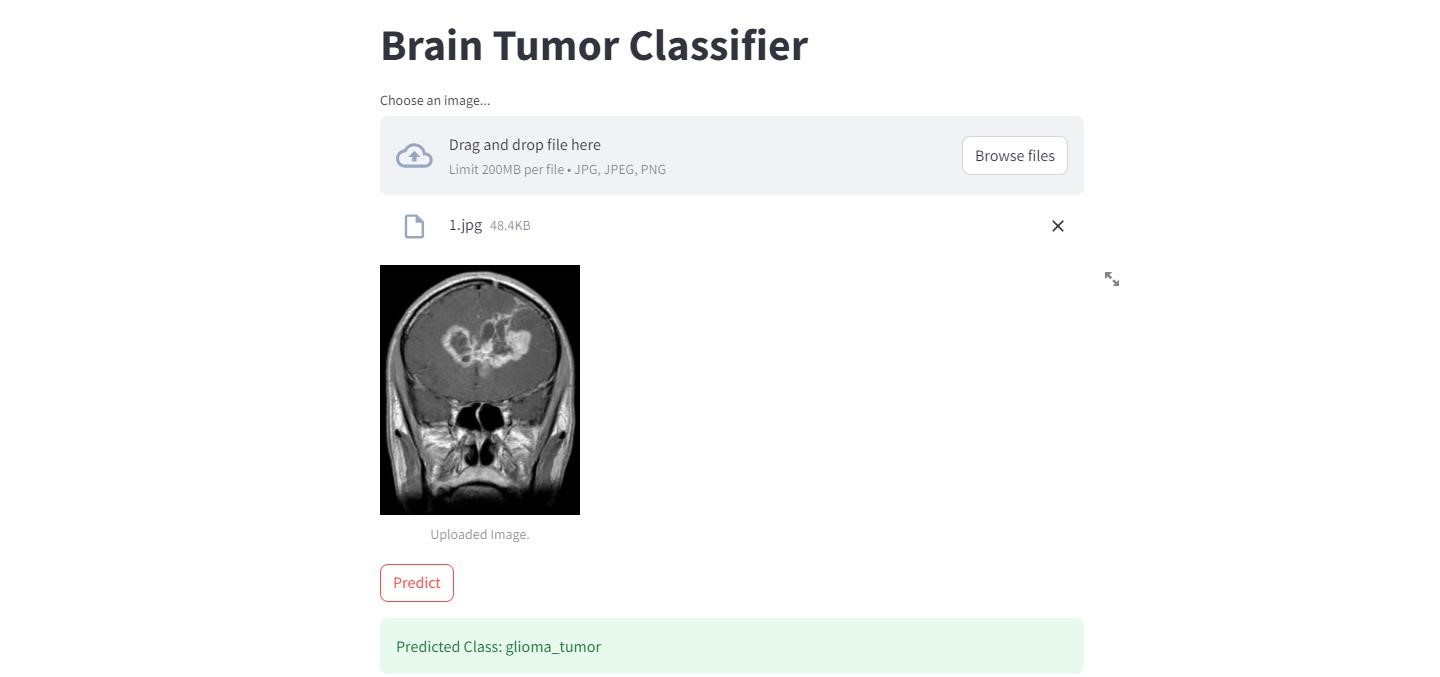 Brain Tumor Classifier
Choose an image...
Drag and drop file here
Limit 200MB per file • JPG, JPEG, PNG
Browse files
1.jpg 48.4KB
Uploaded Image.
Predict
Predicted Class: glioma_tumor